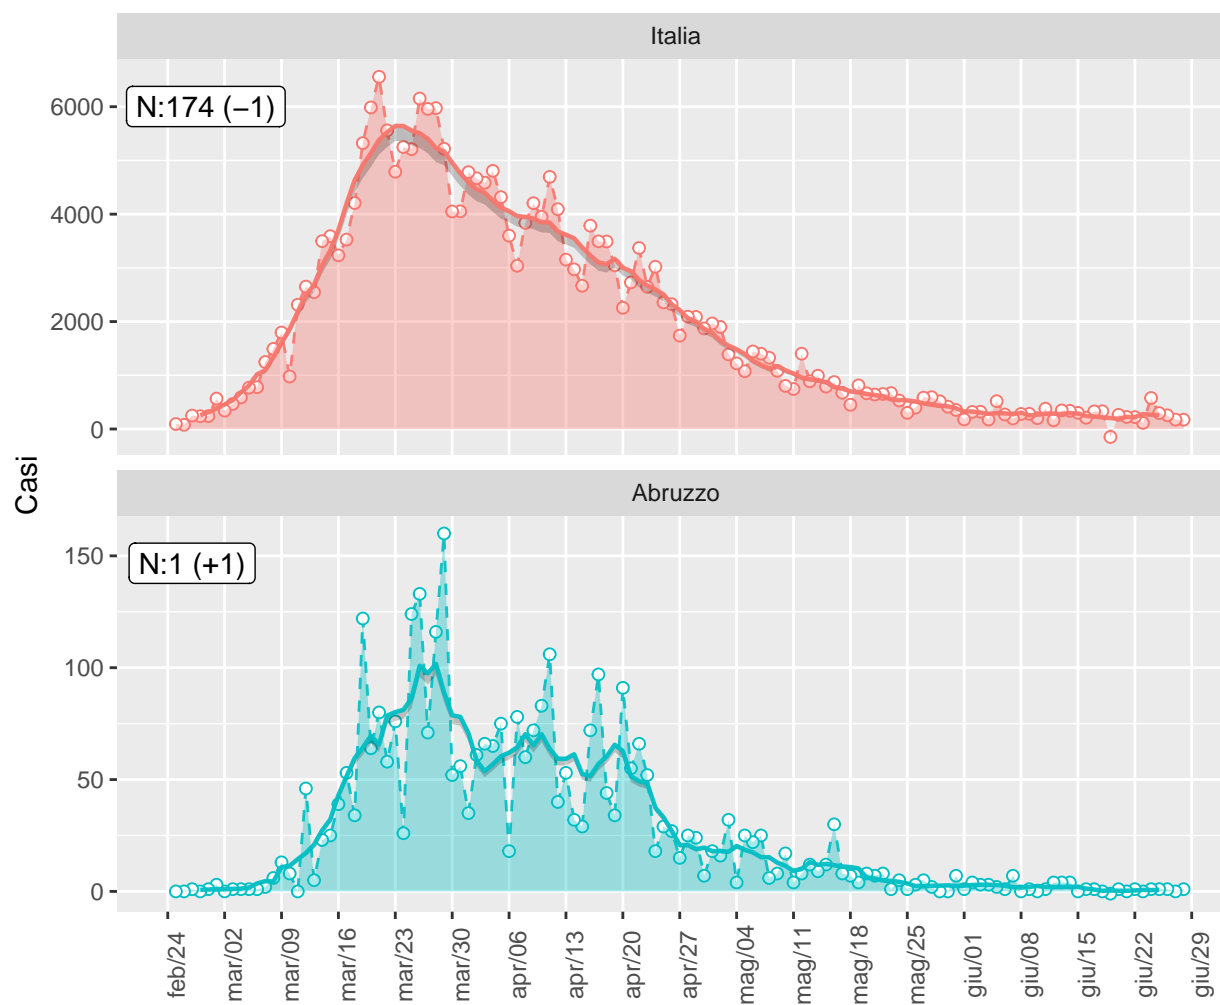 Italia
N:174 (−1)
6000
4000
2000
0
Casi
Abruzzo
N:1 (+1)
150
100
50
0
feb/24
mar/02
mar/09
mar/16
mar/23
mar/30
apr/06
apr/13
apr/20
apr/27
mag/04
mag/11
mag/18
mag/25
giu/01
giu/08
giu/15
giu/22
giu/29